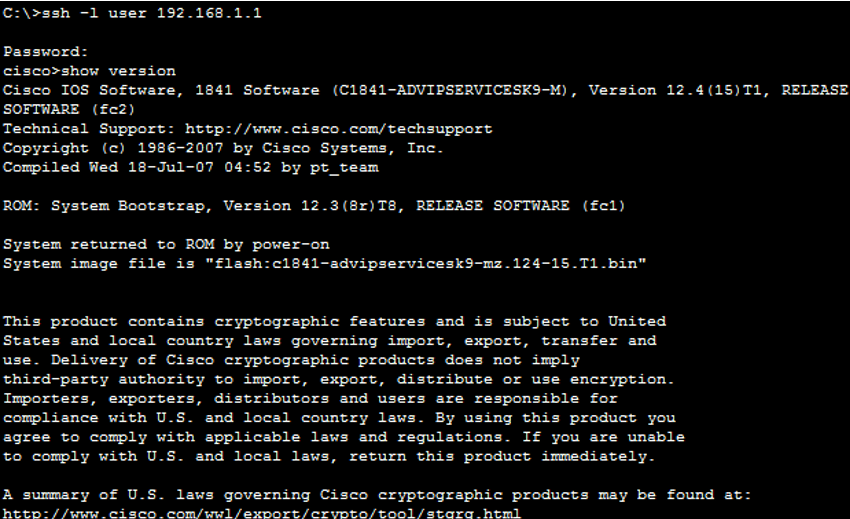 C:\>ssh -l user 192.168.1.1
Password:
cisco>show version
Cisco IOS Software, 1841 Software (C1841-ADVIPSERVICESK9-M), Version 12.4(15)T1, RELEASE
SOFTWARE (fc2)
Technical Support: http://www.cisco.com/techsupport
Copyright (c) 1986-2007 by Cisco Systems, Inc.
Compiled Wed 18-Jul-07 04:52 by pt_team
ROM: System Bootstrap, Version 12.3(8r)T8, RELEASE SOFTWARE (fc1)
System returned to ROM by power-on
System image file is "flash:c1841-advipservicesk9-mz.124-15.T1.bin"
This product contains cryptographic features and is subject to United
States and local country laws governing import, export, transfer and
use. Delivery of Cisco cryptographic products does not imply
third-party authority to import, export, distribute or use encryption.
Importers, exporters, distributors and users are responsible for
compliance with U.S. and local country laws. By using this product you
agree to comply with applicable laws and regulations. If you are unable
to comply with U.S. and local laws, return this product immediately.
A summary of U.S. laws governing Cisco cryptographic products may be found at:
http://www.cisco.com/wwl/export/crypto/tool/stqrg.html